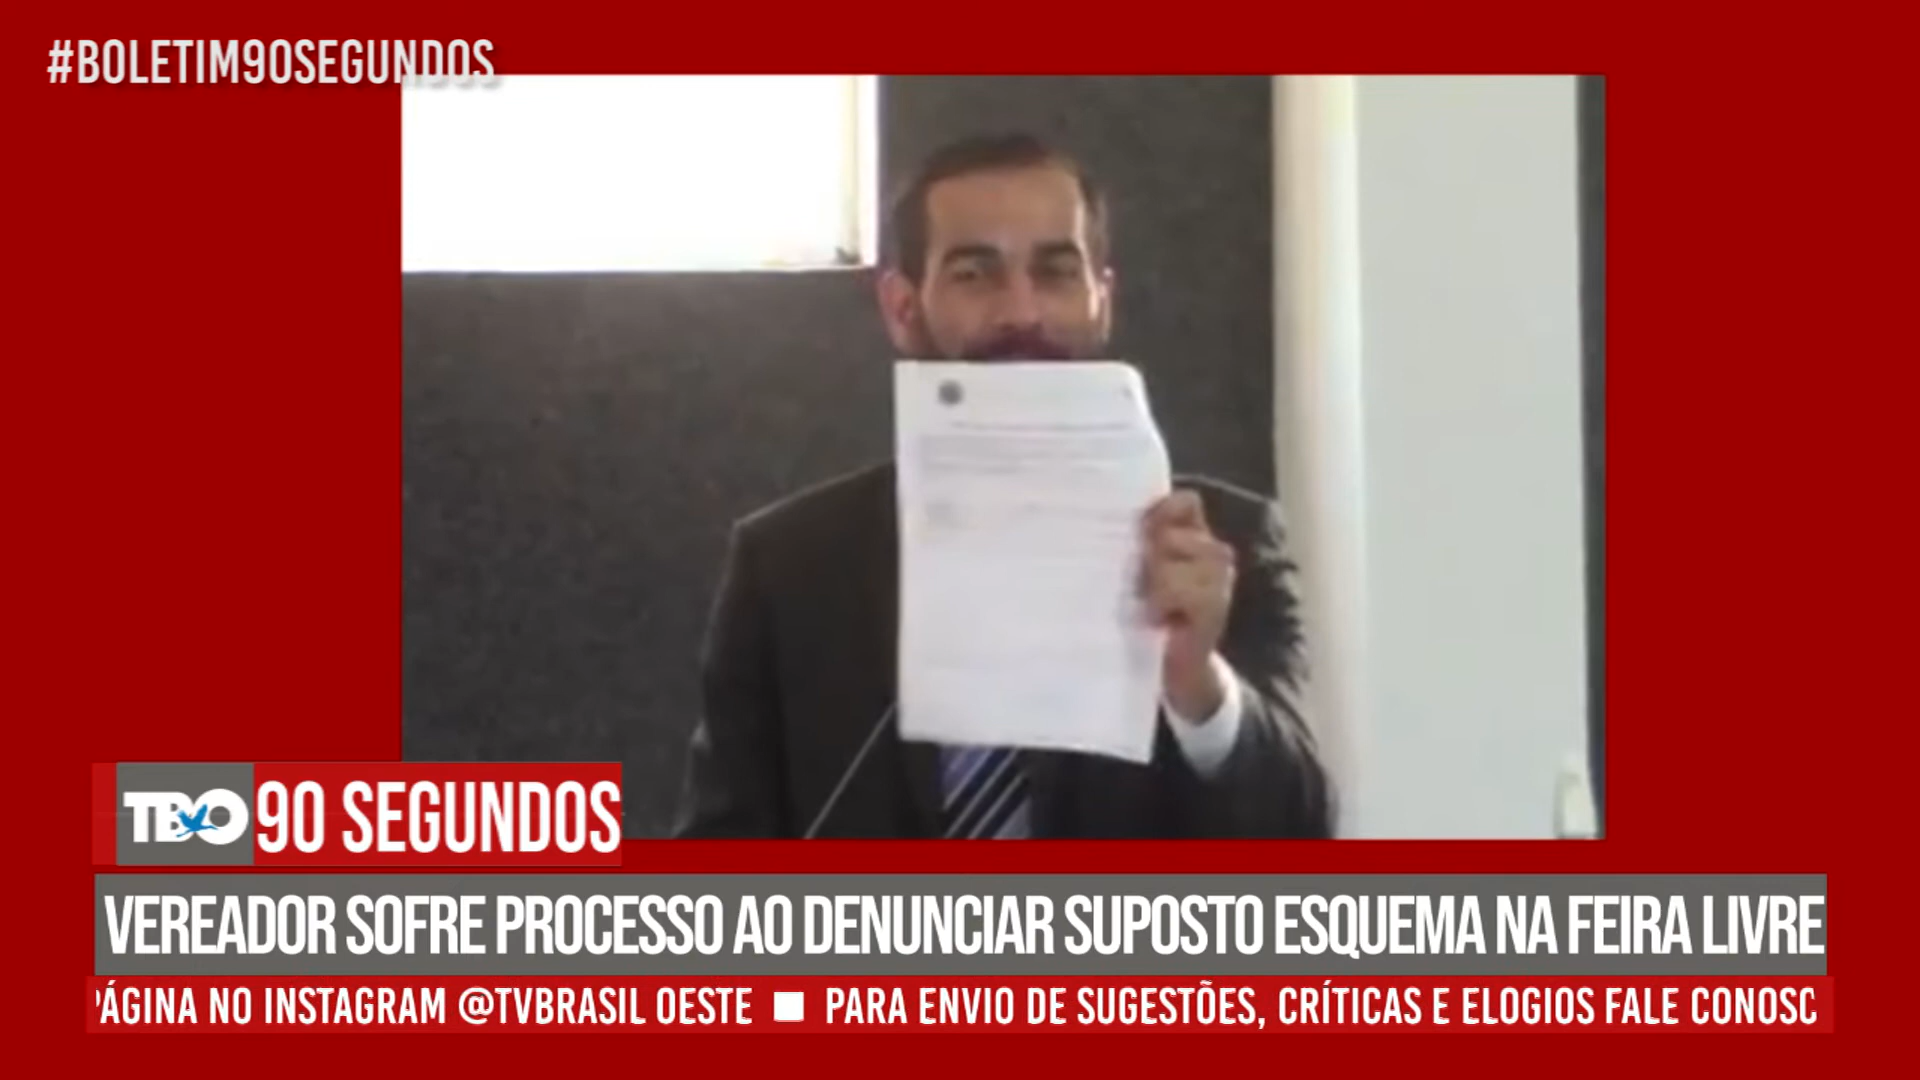 #BOLETIM90SEGUNDOS
TBO 90 SEGUNDOS
VEREADOR SOFRE PROCESSO AO DENUNCIAR SUPOSTO ESQUEMA NA FEIRA LIVRE
PÁGINA NO INSTAGRAM @TVBRASIL OESTE ■ PARA ENVIO DE SUGESTÕES, CRÍTICAS E ELOGIOS FALE CONOSC